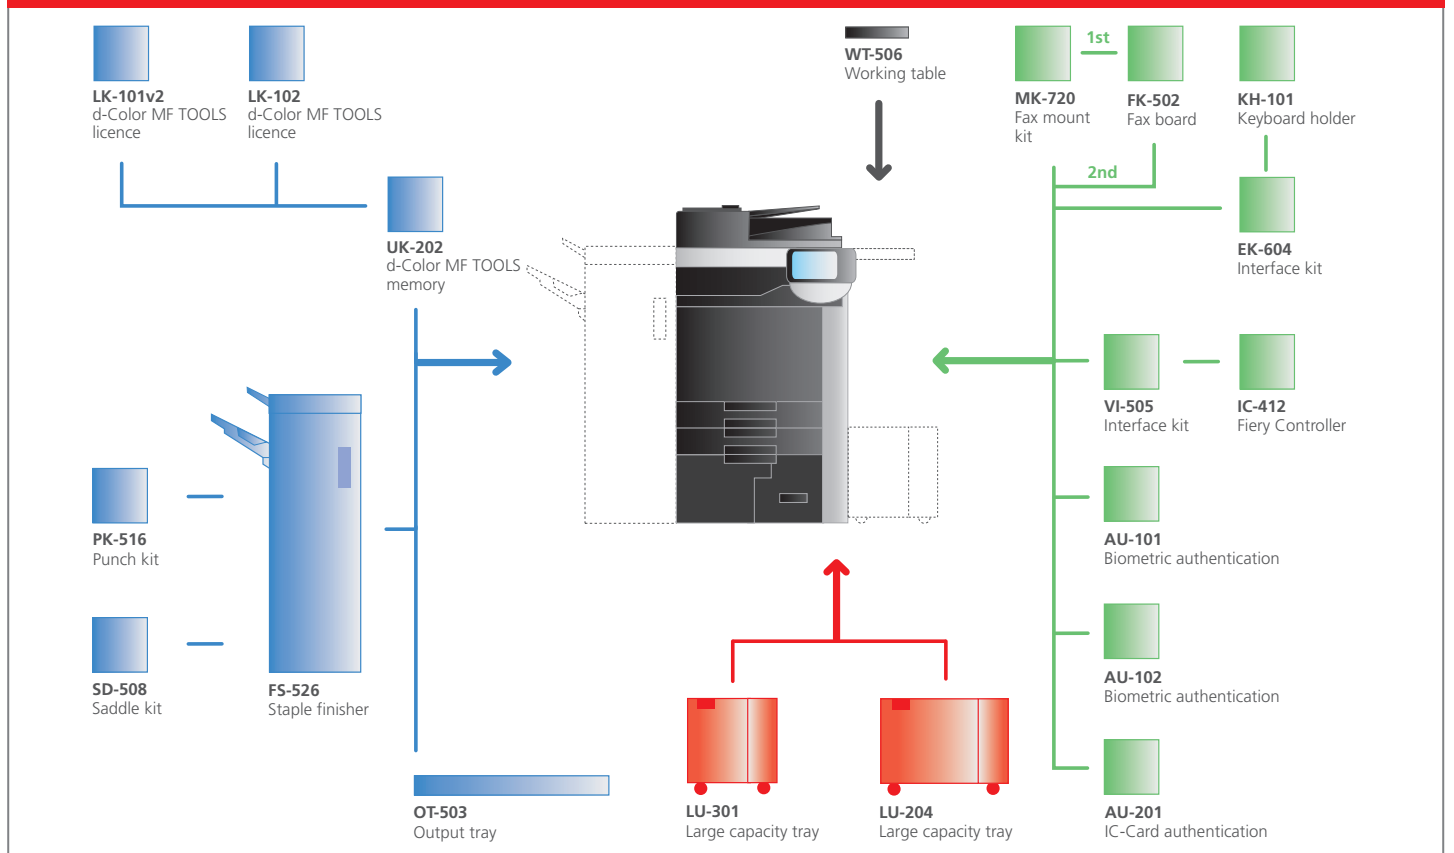 LK-101v2
d-Color MF TOOLS
licence
LK-102
d-Color MF TOOLS
licence
UK-202
d-Color MF TOOLS
memory
WT-506
Working table
1st
MK-720
Fax mount
kit
FK-502
Fax board
KH-101
Keyboard holder
2nd
EK-604
Interface kit
VI-505
Interface kit
IC-412
Fiery Controller
PK-516
Punch kit
AU-101
Biometric authentication
SD-508
Saddle kit
FS-526
Staple finisher
AU-102
Biometric authentication
OT-503
Output tray
LU-301
Large capacity tray
LU-204
Large capacity tray
AU-201
IC-Card authentication